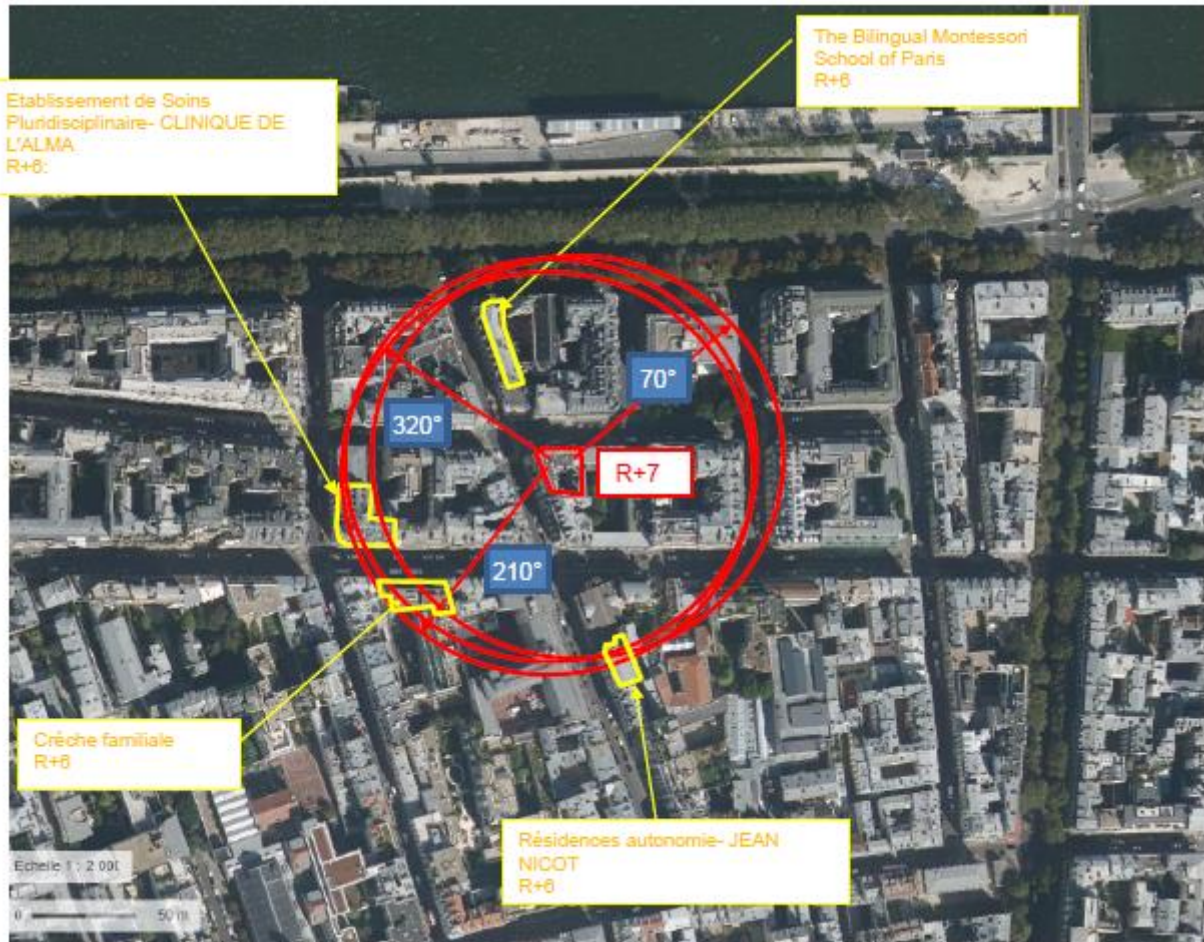 The Bilingual Montessori
School of Paris
R+6
Etablissement de Soins
Pluridisciplinaire- CLINIQUE DE
L'ALMA
R+6:
70°
320°
R+7
210°
Crèche familiale
R+6
Résidences autonomie- JEAN
NICOT
R+6
Echelle 1 : 2 000
0 50 m